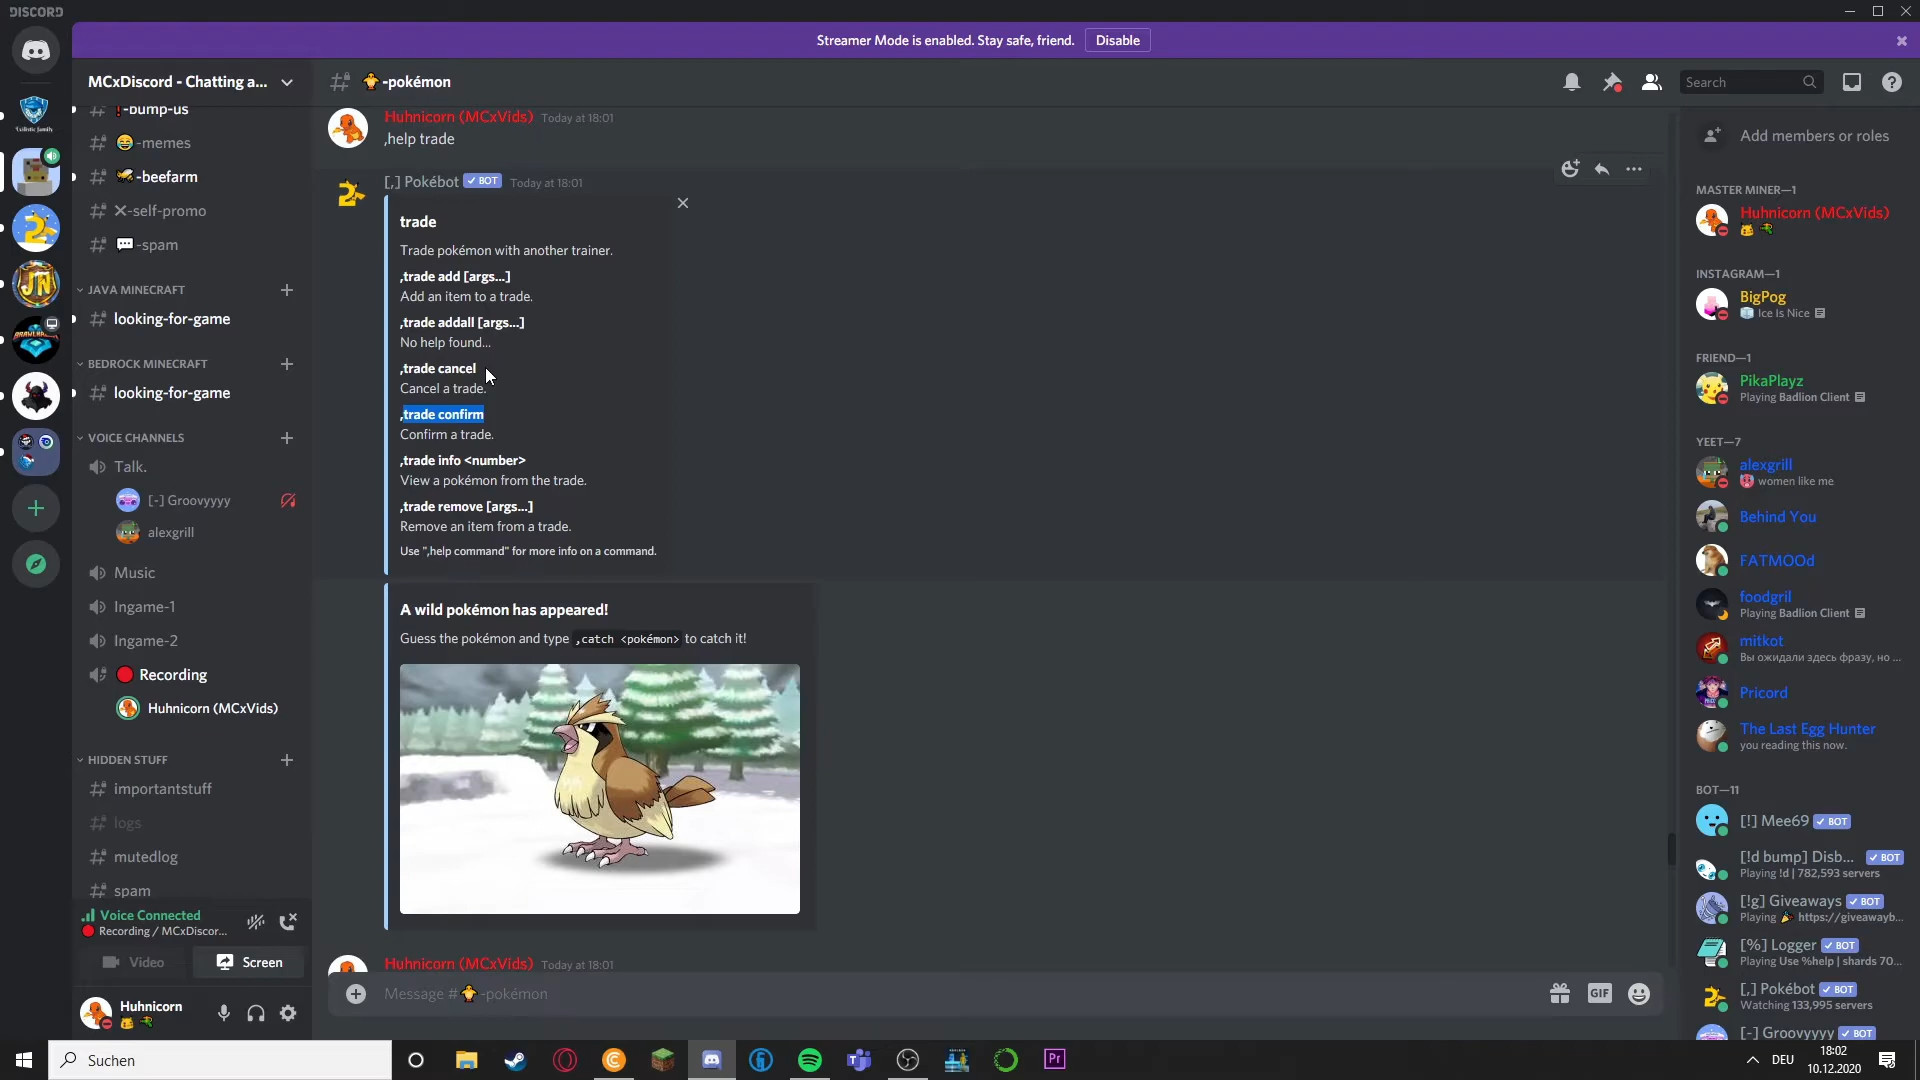 DISCORD
Streamer Mode is enabled. Stay safe, friend.
Disable
MCxDiscord - Chatting a...
-pokémon
Search
-bump-us
-memes
-beefarm
-self-promo
-spam
JAVA MINECRAFT
looking-for-game
BEDROCK MINECRAFT
looking-for-game
VOICE CHANNELS
Talk.
[-] Groovyyyy
alexgrill
Music
Ingame-1
Ingame-2
Recording
Huhnicorn (MCxVids)
HIDDEN STUFF
importantstuff
logs
mutedlog
spam
Voice Connected
Recording / MCxDiscor...
Video
Screen
Huhnicorn
Huhnicorn (MCxVids) Today at 18:01
,help trade
[,] Pokébot BOT Today at 18:01
trade
Trade pokémon with another trainer.
,trade add [args...]
Add an item to a trade.
,trade addall [args...]
No help found...
,trade cancel
Cancel a trade.
,trade confirm
Confirm a trade.
,trade info <number>
View a pokémon from the trade.
,trade remove [args...]
Remove an item from a trade.
Use ",help command" for more info on a command.
A wild pokémon has appeared!
Guess the pokémon and type ,catch <pokémon> to catch it!
Huhnicorn (MCxVids) Today at 18:01
Message # -pokémon
GIF
Add members or roles
MASTER MINER—1
Huhnicorn (MCxVids)
INSTAGRAM—1
BigPog
Ice Is Nice
FRIEND—1
PikaPlayz
Playing Badlion Client
YEET—7
alexgrill
women like me
Behind You
FATMOOd
foodgril
Playing Badlion Client
mitkot
Вы ожидали здесь фразу, но ...
Pricord
The Last Egg Hunter
you reading this now.
BOT—11
[!] Mee69 BOT
[!d bump] Disb... BOT
Playing !d | 782,593 servers
[!g] Giveaways BOT
Playing https://giveawayb...
[%] Logger BOT
Playing Use %help | shards 70...
[,] Pokébot BOT
Watching 133,995 servers
[-] Groovyyyy BOT
Suchen
Pr
DEU
18:02
10.12.2020